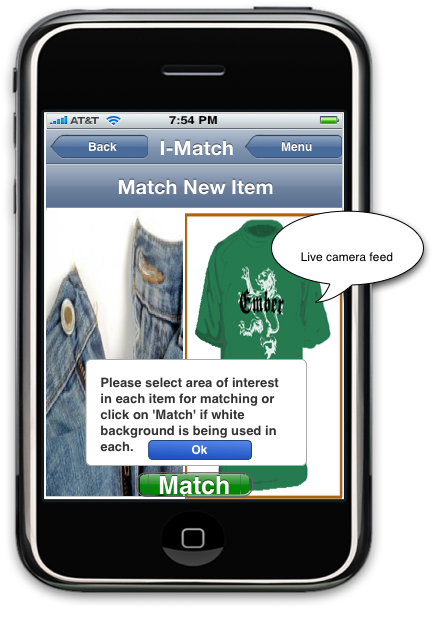 AT&T 7:54 PM
Back I-Match Menu
Match New Item
Live camera feed
Ember
Please select area of interest
in each item for matching or
click on 'Match' if white
background is being used in
each.
Ok
Match